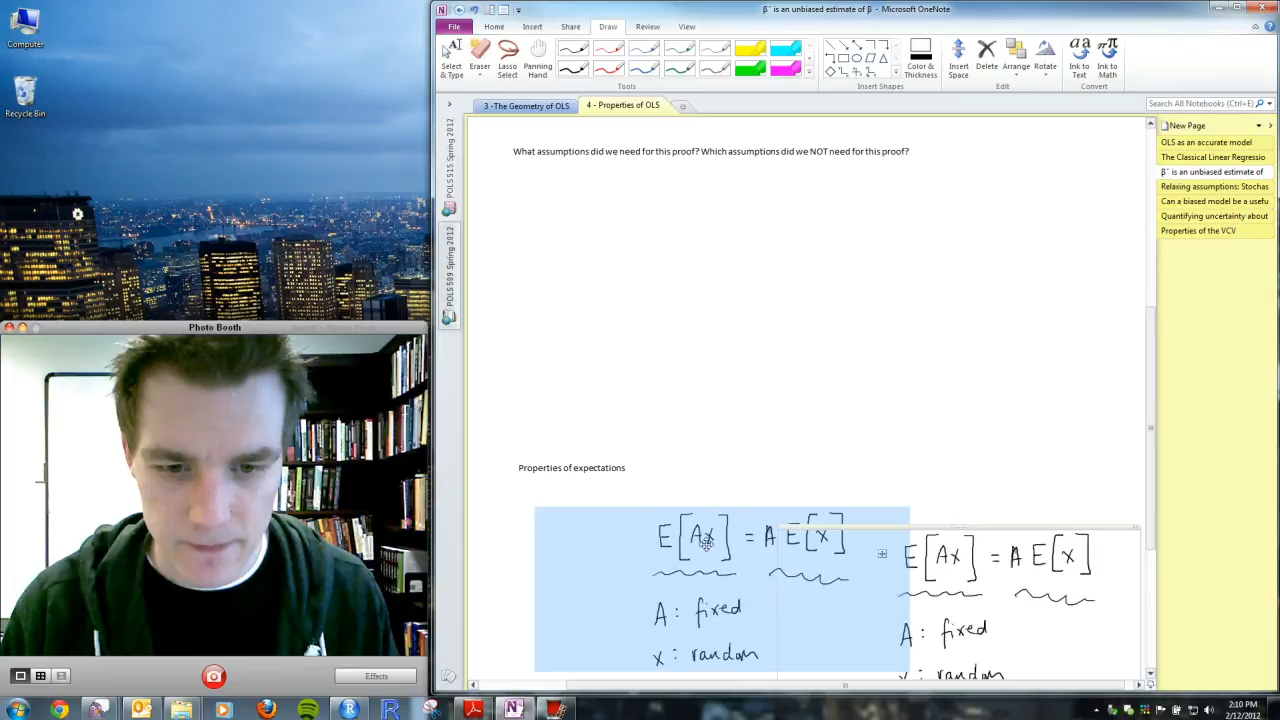 β^ is an unbiased estimate of β - Microsoft OneNote
Computer
Recycle Bin
File Home Insert Share Draw Review View
Select & Type
Eraser
Lasso Select
Panning Hand
Color & Thickness
Insert Space
Delete
Arrange
Rotate
Ink to Text
Ink to Math
Tools
Insert Shapes
Edit
Convert
3 -The Geometry of OLS
4 - Properties of OLS
Search All Notebooks (Ctrl+E)
POLS 515 Spring 2012
POLS 509 Spring 2012
New Page
OLS as an accurate model
The Classical Linear Regressio
β^ is an unbiased estimate of
Relaxing assumptions: Stochas
Can a biased model be a usefu
Quantifying uncertainty about
Properties of the VCV
What assumptions did we need for this proof? Which assumptions did we NOT need for this proof?
Properties of expectations
E[Ax] = A E[x]
A : fixed
x : random
E[Ax] = A E[x]
A : fixed
x : random
Photo Booth
Effects
2:10 PM
2/12/2012